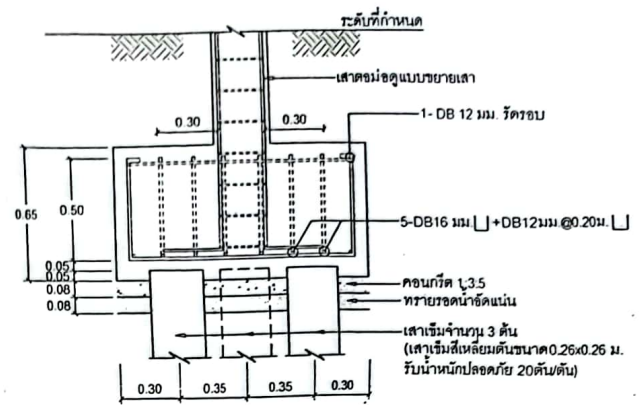 ระดับที่กำหนด
เสาตอม่อดูแบบขยายเสา
0.30
0.30
1- DB 12 มม. รัดรอบ
0.65
0.50
5-DB16 มม. +DB12มม.@0.20ม.
0.05
0.05
0.08
0.08
คอนกรีต 1:3:5
ทรายรอดน้ำอัดแน่น
เสาเข็มจำนวน 3 ต้น
(เสาเข็มสี่เหลี่ยมตันขนาด0.26x0.26 ม.
รับน้ำหนักปลอดภัย 20ตัน/ต้น)
0.30
0.35
0.35
0.30